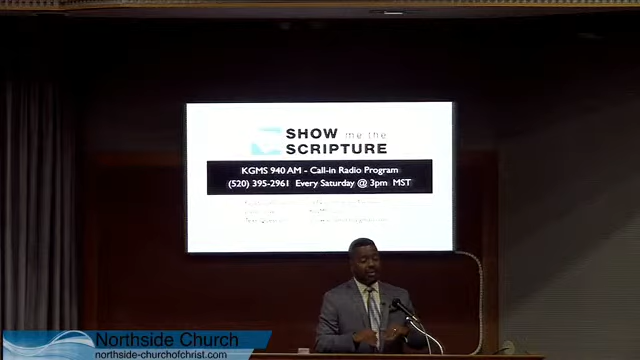 SHOW me the
SCRIPTURE
KGMS 940 AM - Call-in Radio Program
(520) 395-2961 Every Saturday @ 3pm MST
Northside Church
northside-churchofchrist.com